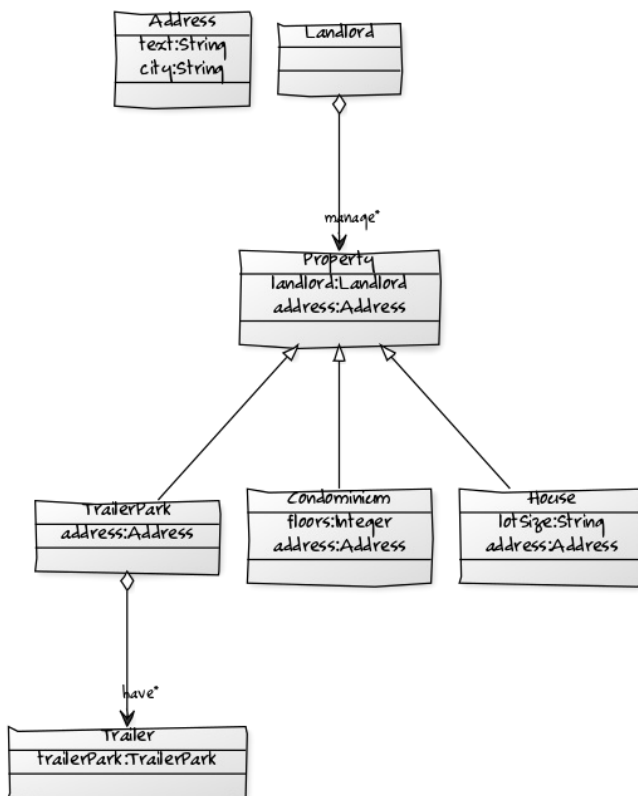 Address
text:String
city:String
Landlord
manage*
Property
landlord:Landlord
address:Address
TrailerPark
address:Address
Condominium
floors:Integer
address:Address
House
lotSize:String
address:Address
have*
Trailer
trailerPark:TrailerPark